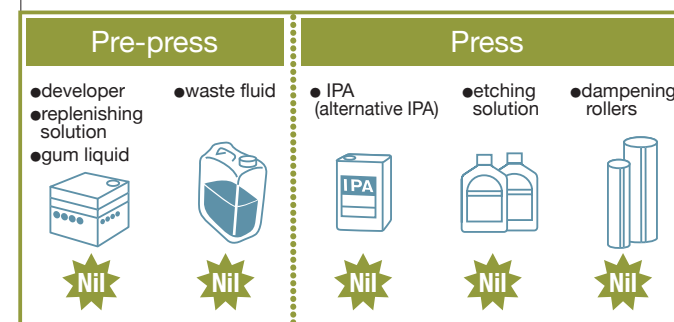 Pre-press
Press
●developer
●replenishing
solution
●gum liquid
●waste fluid
● IPA
(alternative IPA)
●etching
solution
●dampening
rollers
IPA
Nil
Nil
Nil
Nil
Nil